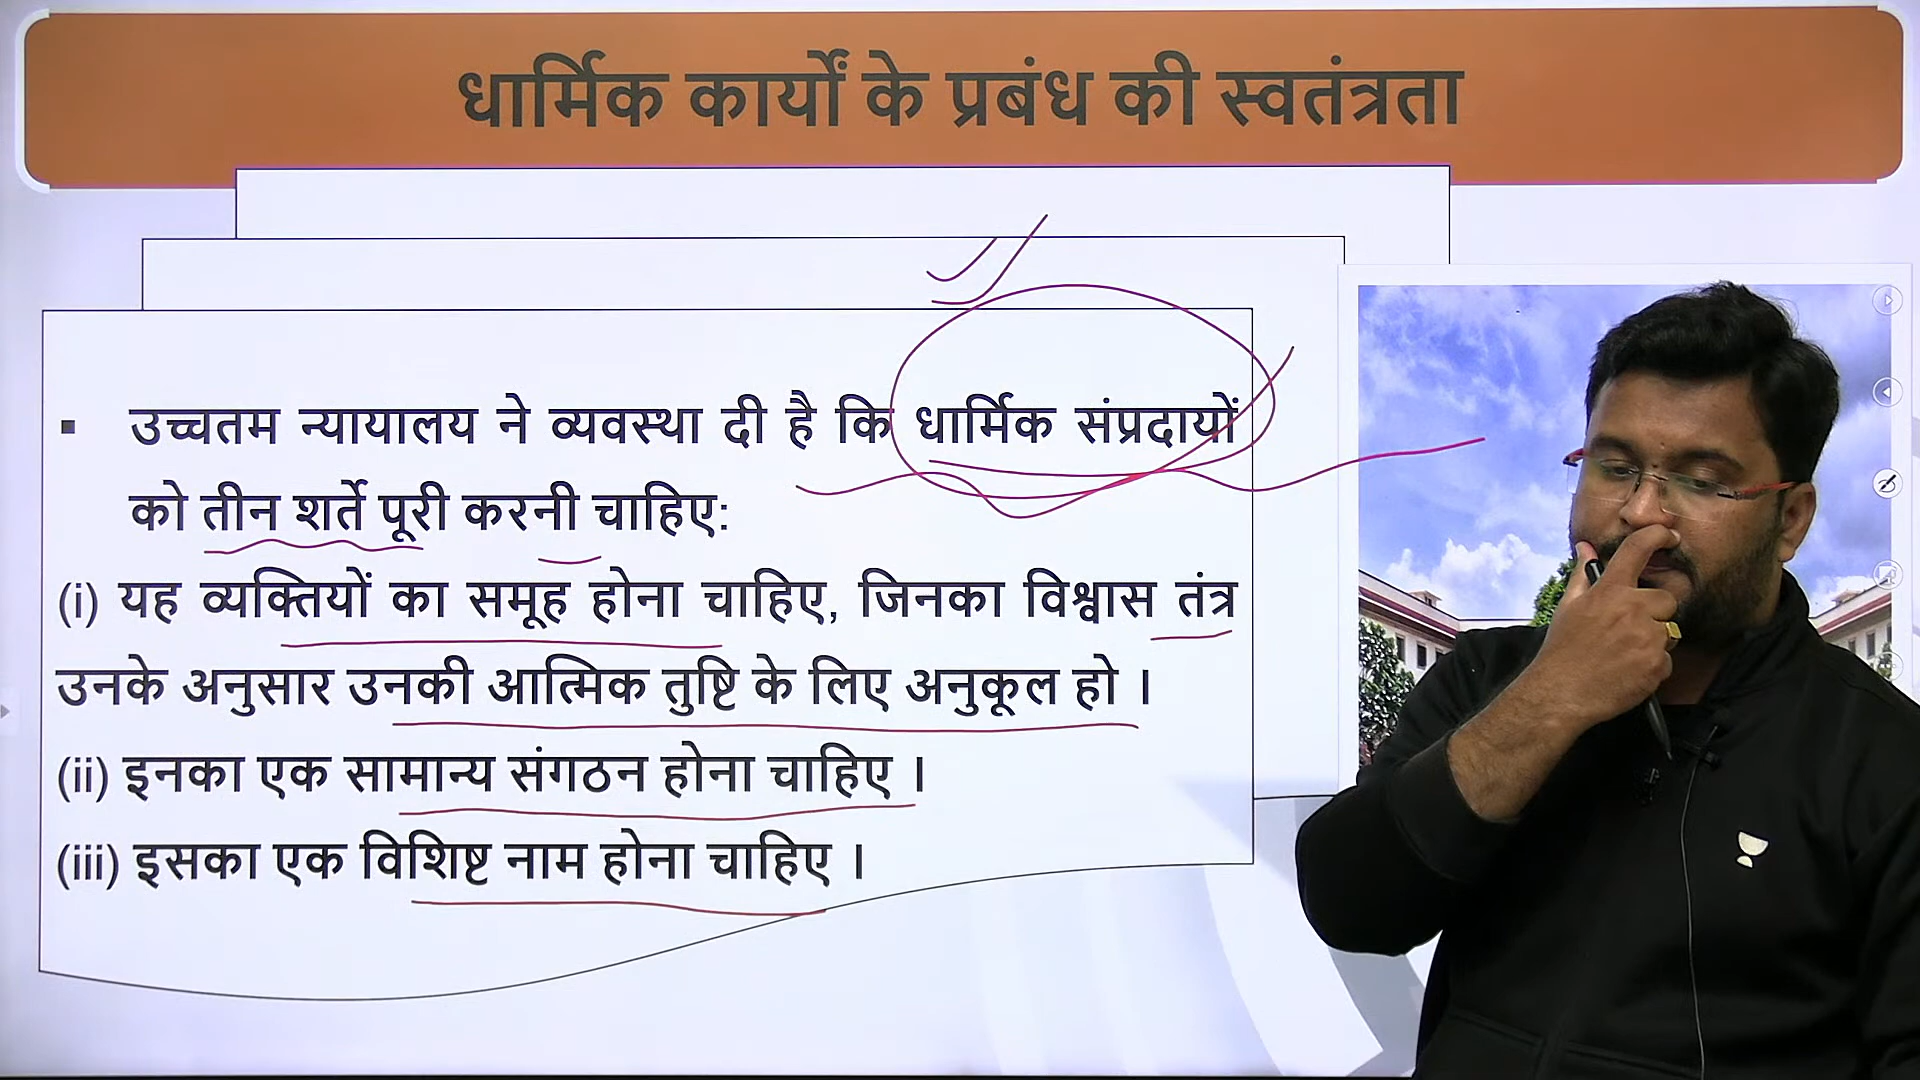 धार्मिक कार्यों के प्रबंध की स्वतंत्रता
▪ उच्चतम न्यायालय ने व्यवस्था दी है कि धार्मिक संप्रदायों
को तीन शर्ते पूरी करनी चाहिए:
(i) यह व्यक्तियों का समूह होना चाहिए, जिनका विश्वास तंत्र
उनके अनुसार उनकी आत्मिक तुष्टि के लिए अनुकूल हो ।
(ii) इनका एक सामान्य संगठन होना चाहिए ।
(iii) इसका एक विशिष्ट नाम होना चाहिए ।